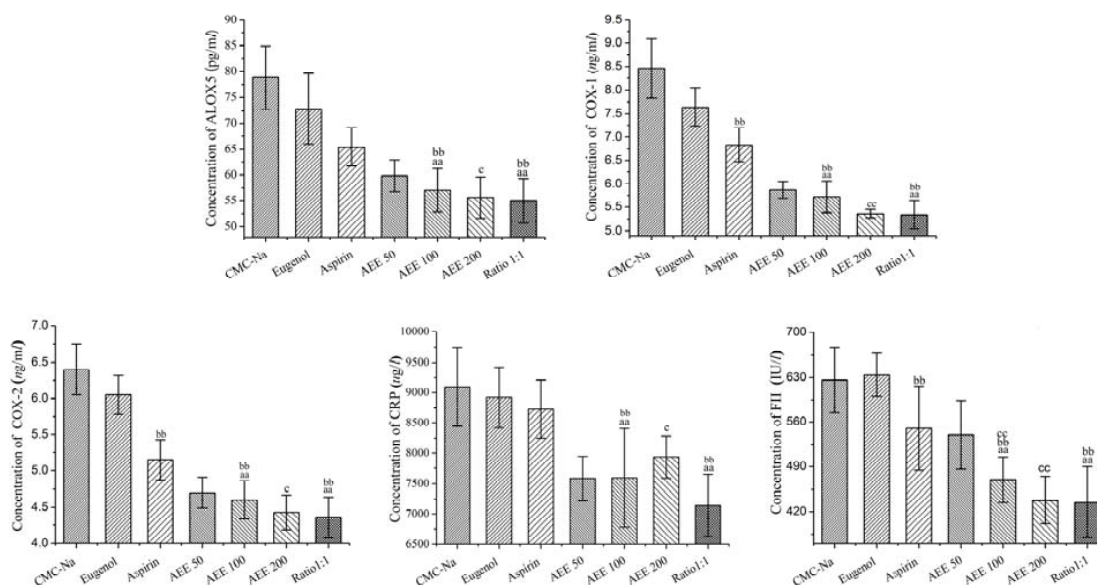 Concentration of ALOX5 (pg/ml)
90
85
80
75
70
65
60
55
50
bb
aa
c
bb
aa
CMC-Na
Eugenol
Aspirin
AEE 50
AEE 100
AEE 200
Ratio1:1
Concentration of COX-1 (ng/ml)
9.5
9.0
8.5
8.0
7.5
7.0
6.5
6.0
5.5
5.0
bb
bb
aa
cc
bb
aa
CMC-Na
Eugenol
Aspirin
AEE 50
AEE 100
AEE 200
Ratio1:1
Concentration of COX-2 (ng/ml)
7.0
6.5
6.0
5.5
5.0
4.5
4.0
bb
bb
aa
c
bb
aa
CMC-Na
Eugenol
Aspirin
AEE 50
AEE 100
AEE 200
Ratio1:1
Concentration of CRP (ug/l)
10000
9500
9000
8500
8000
7500
7000
6500
bb
aa
c
bb
aa
CMC-Na
Eugenol
Aspirin
AEE 50
AEE 100
AEE 200
Ratio1:1
Concentration of FII (IU/l)
700
630
560
490
420
bb
cc
bb
aa
cc
bb
aa
CMC-Na
Eugenol
Aspirin
AEE 50
AEE 100
AEE 200
Ratio1:1